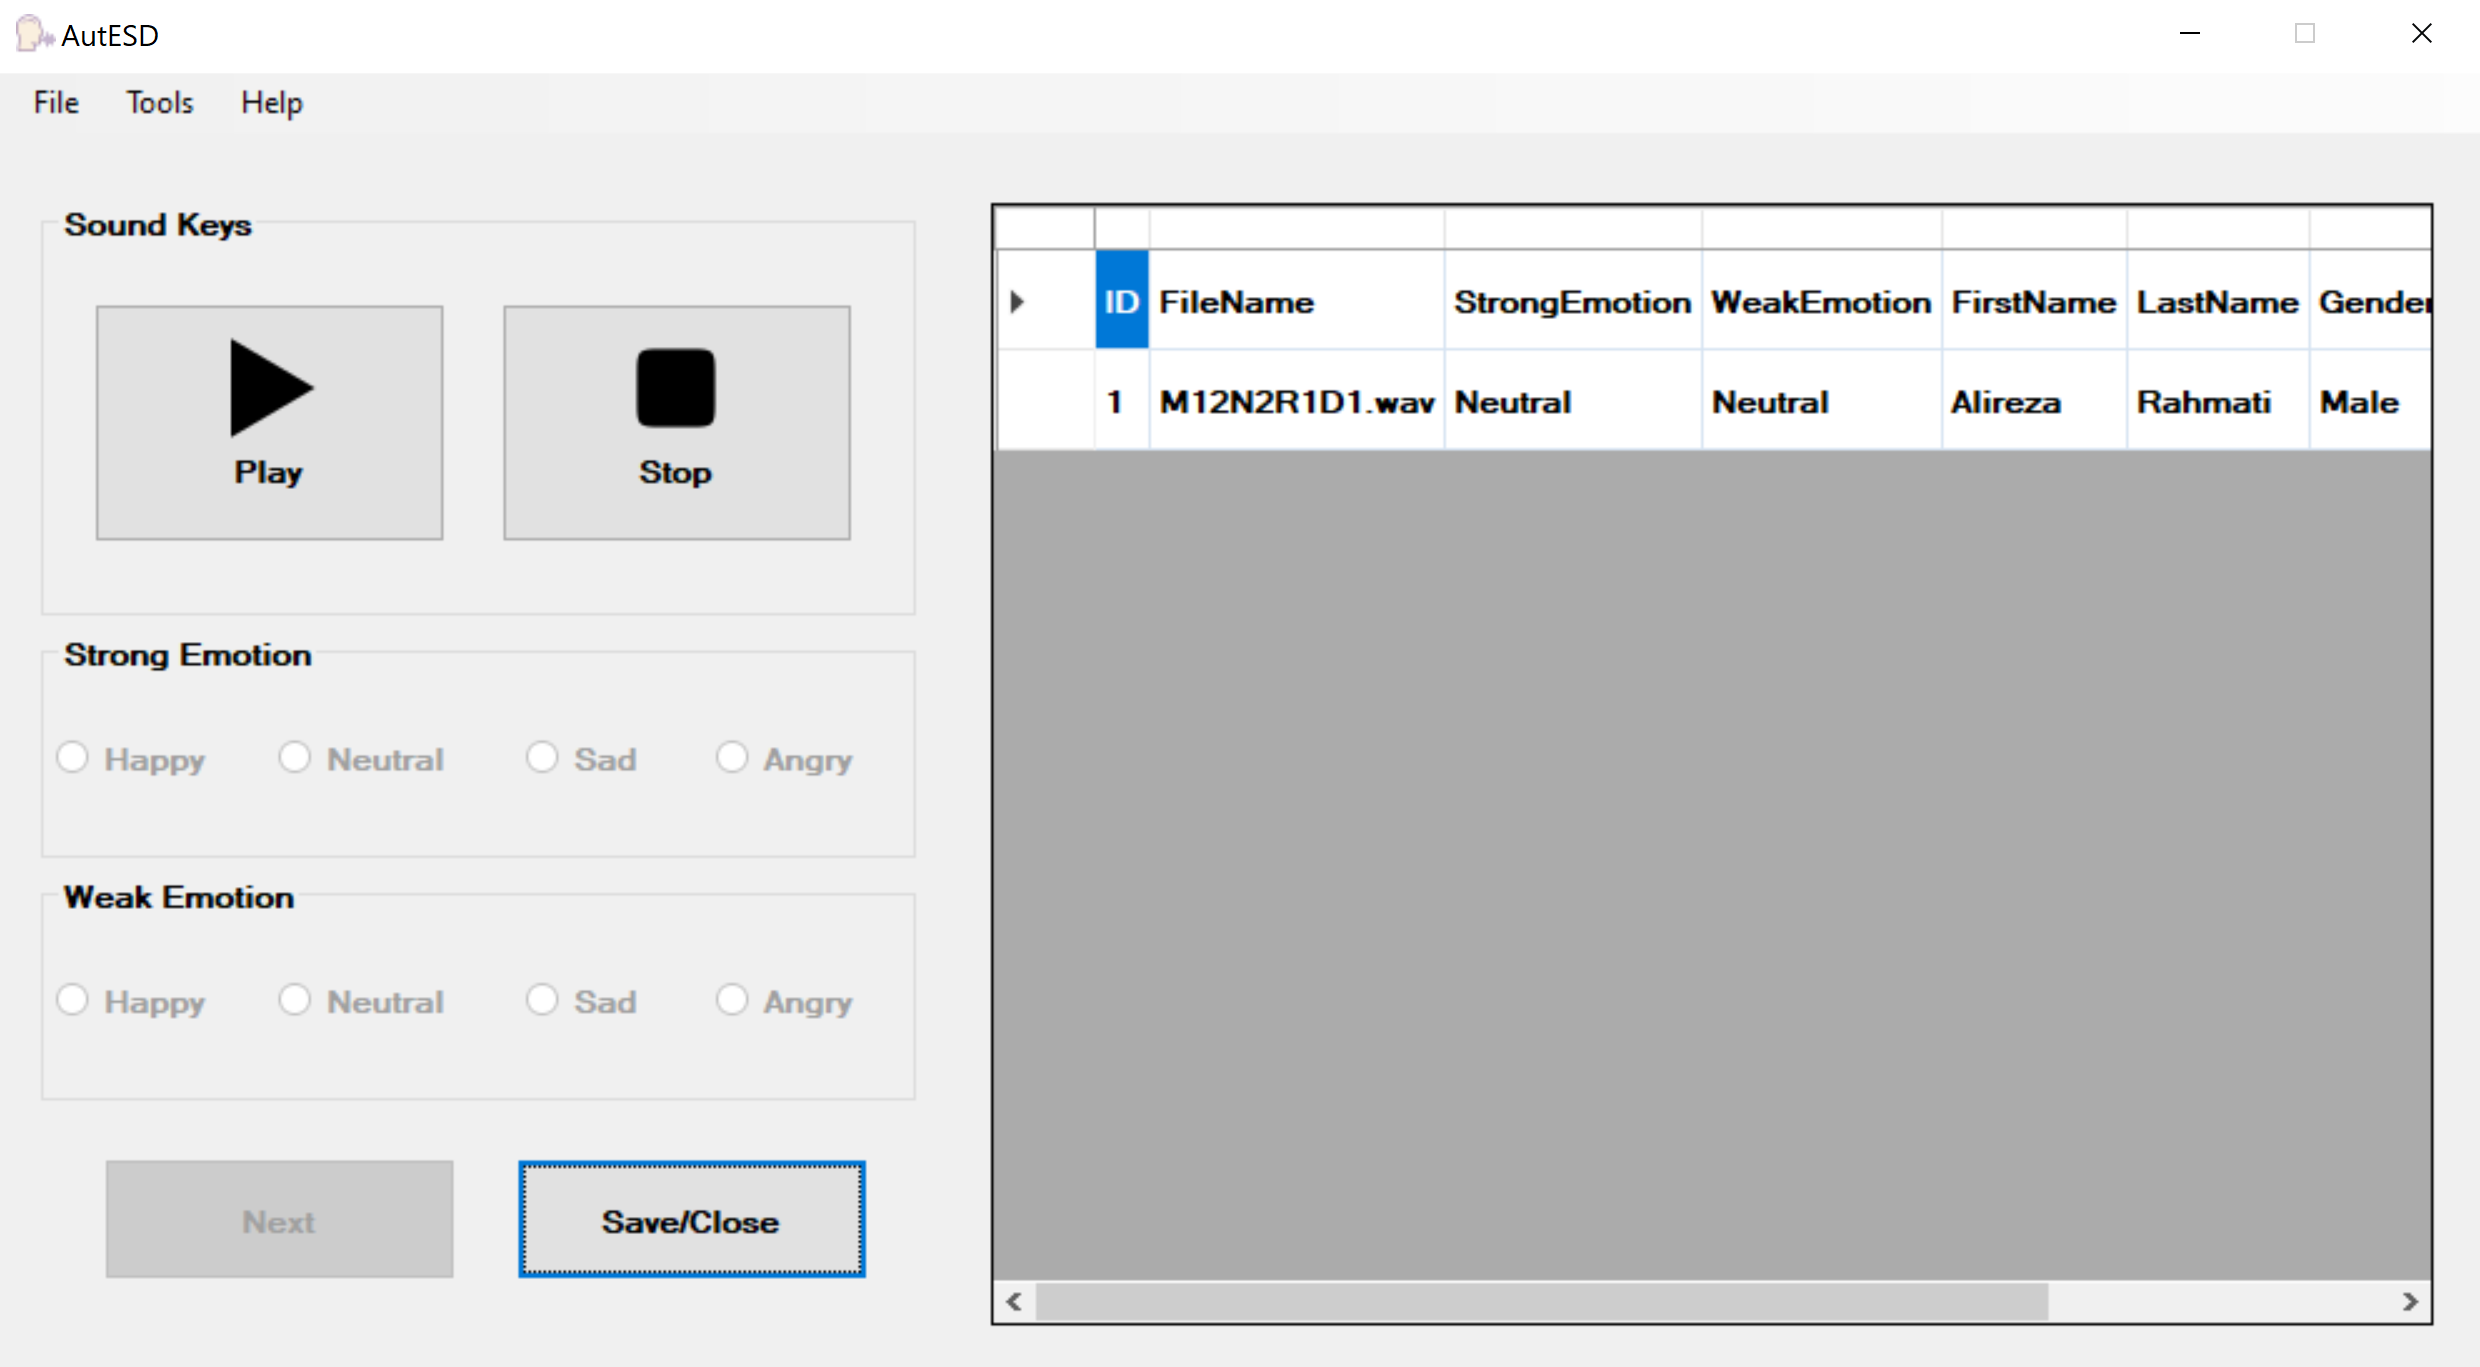 AutESD
File Tools Help
Sound Keys
Play Stop
Strong Emotion
Happy Neutral Sad Angry
Weak Emotion
Happy Neutral Sad Angry
Next Save/Close
ID FileName StrongEmotion WeakEmotion FirstName LastName Gender
1 M12N2R1D1.wav Neutral Neutral Alireza Rahmati Male